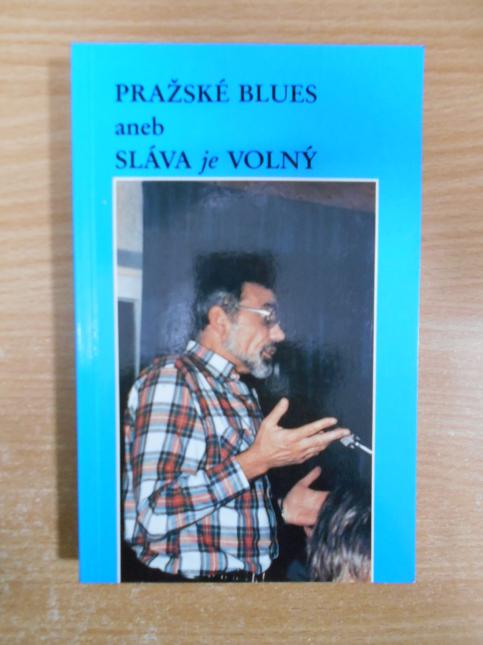 PRAŽSKÉ BLUES
aneb
SLÁVA je VOLNÝ